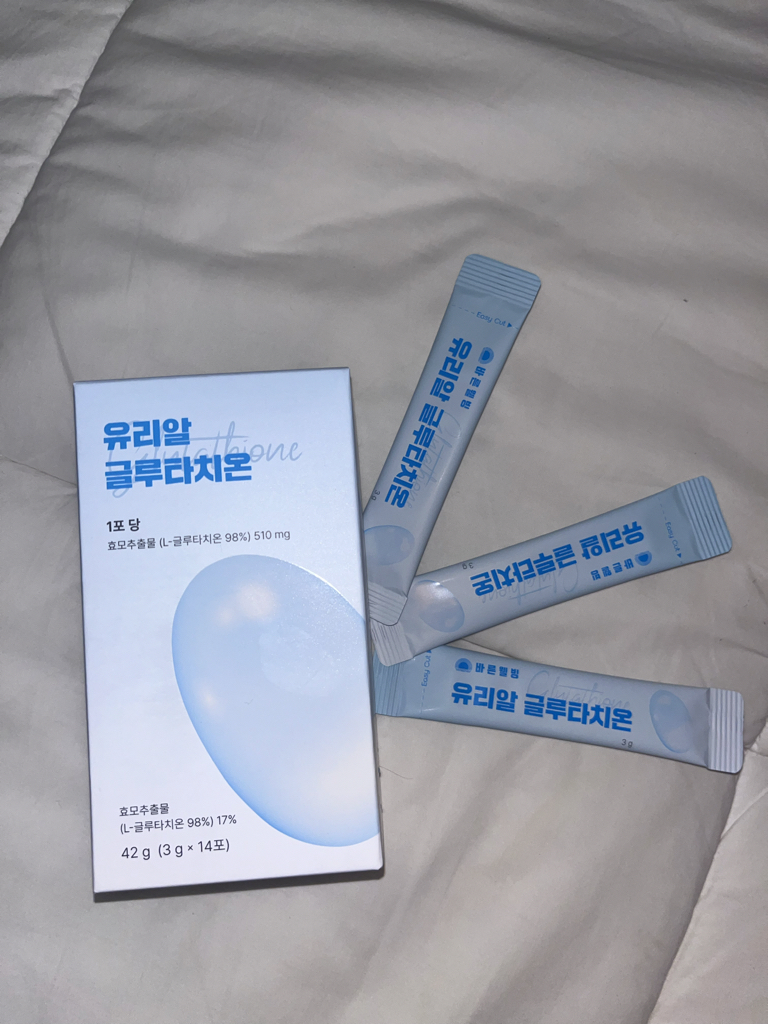 유리알
Glutathione
글루타치온
1포 당
효모추출물 (L-글루타치온 98%) 510 mg
효모추출물
(L-글루타치온 98%) 17%
42 g (3 g × 14포)
Easy Cut
바른웰빙
유리알 글루타치온
Glutathione
3 g
Easy Cut
바른웰빙
유리알 글루타치온
Glutathione
3 g
Easy Cut
바른웰빙
Glutathione
유리알 글루타치온
3 g